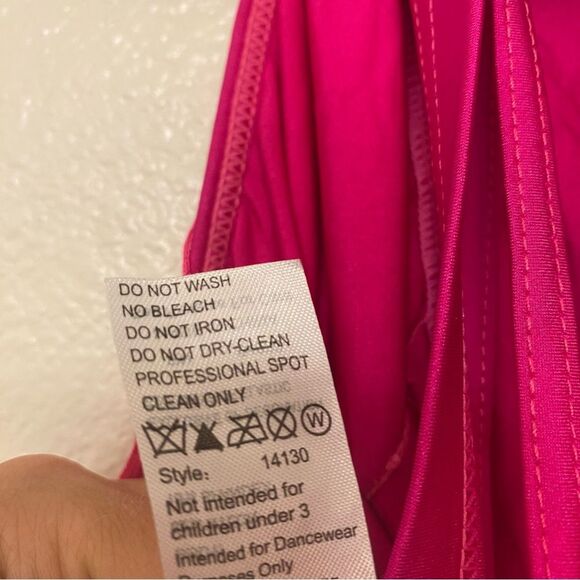 DO NOT WASH
NO BLEACH
DO NOT IRON
DO NOT DRY-CLEAN
PROFESSIONAL SPOT
CLEAN ONLY
W
Style: 14130
Not Intended for
children under 3
Intended for Dancewear
Purposes Only